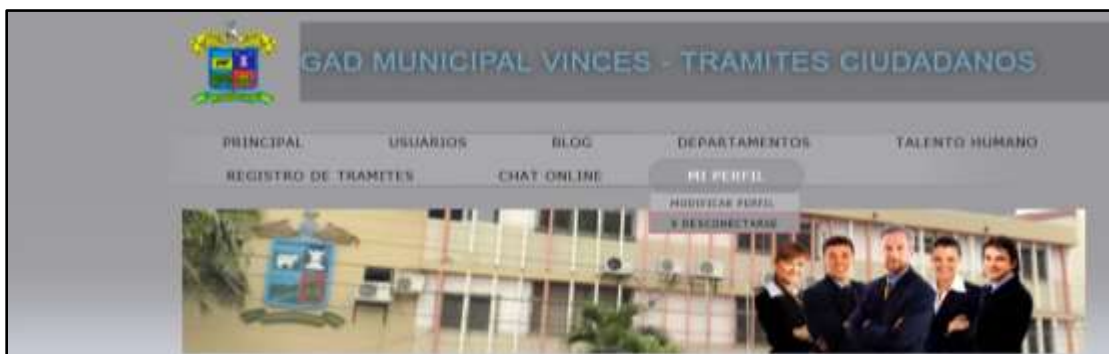 GAD MUNICIPAL VINCES - TRAMITES CIUDADANOS
PRINCIPAL USUARIOS BLOG DEPARTAMENTOS TALENTO HUMANO
REGISTRO DE TRAMITES CHAT ONLINE MI PERFIL
MODIFICAR PERFIL
X DESCONECTARSE